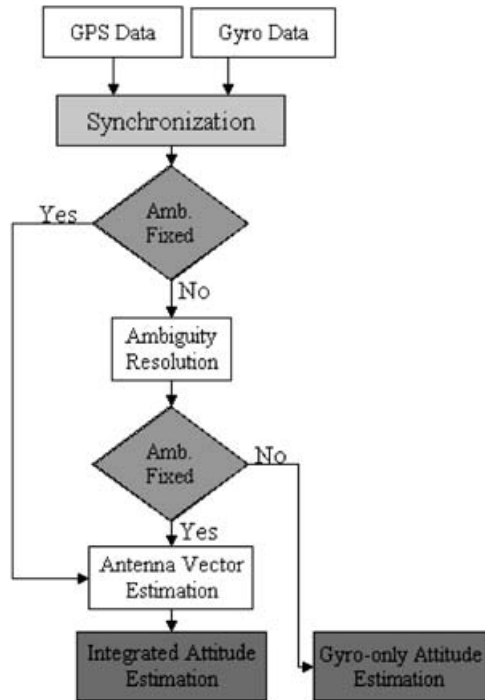 GPS Data
Gyro Data
Synchronization
Yes
Amb.
Fixed
No
Ambiguity
Resolution
Amb.
Fixed
No
Yes
Antenna Vector
Estimation
Integrated Attitude
Estimation
Gyro-only Attitude
Estimation